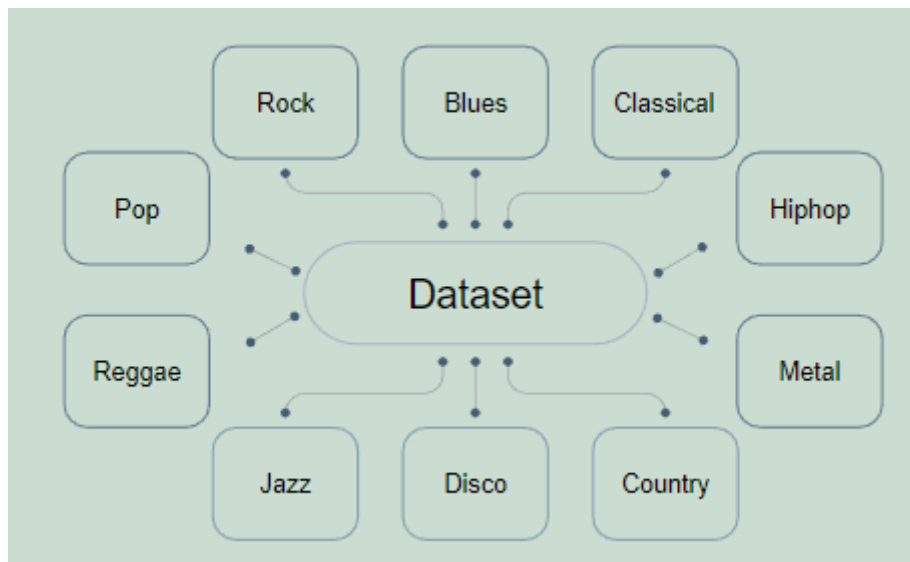 Rock
Blues
Classical
Pop
Hiphop
Dataset
Reggae
Metal
Jazz
Disco
Country